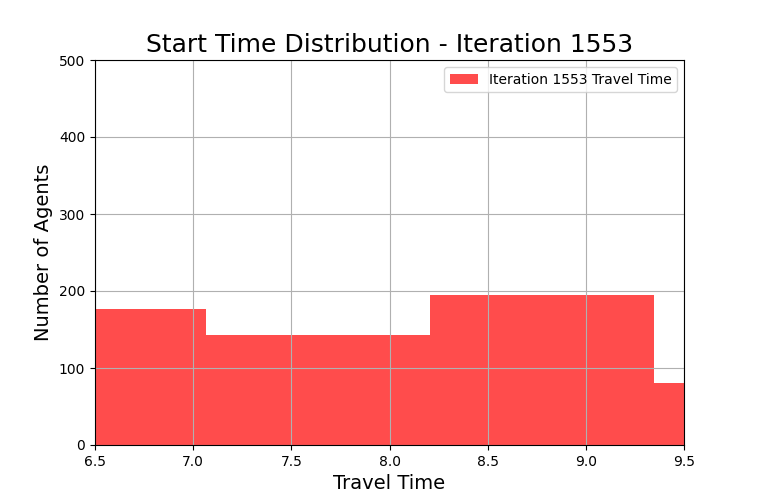 Start Time Distribution - Iteration 1553
Iteration 1553 Travel Time
Number of Agents
500
400
300
200
100
0
6.5 7.0 7.5 8.0 8.5 9.0 9.5
Travel Time